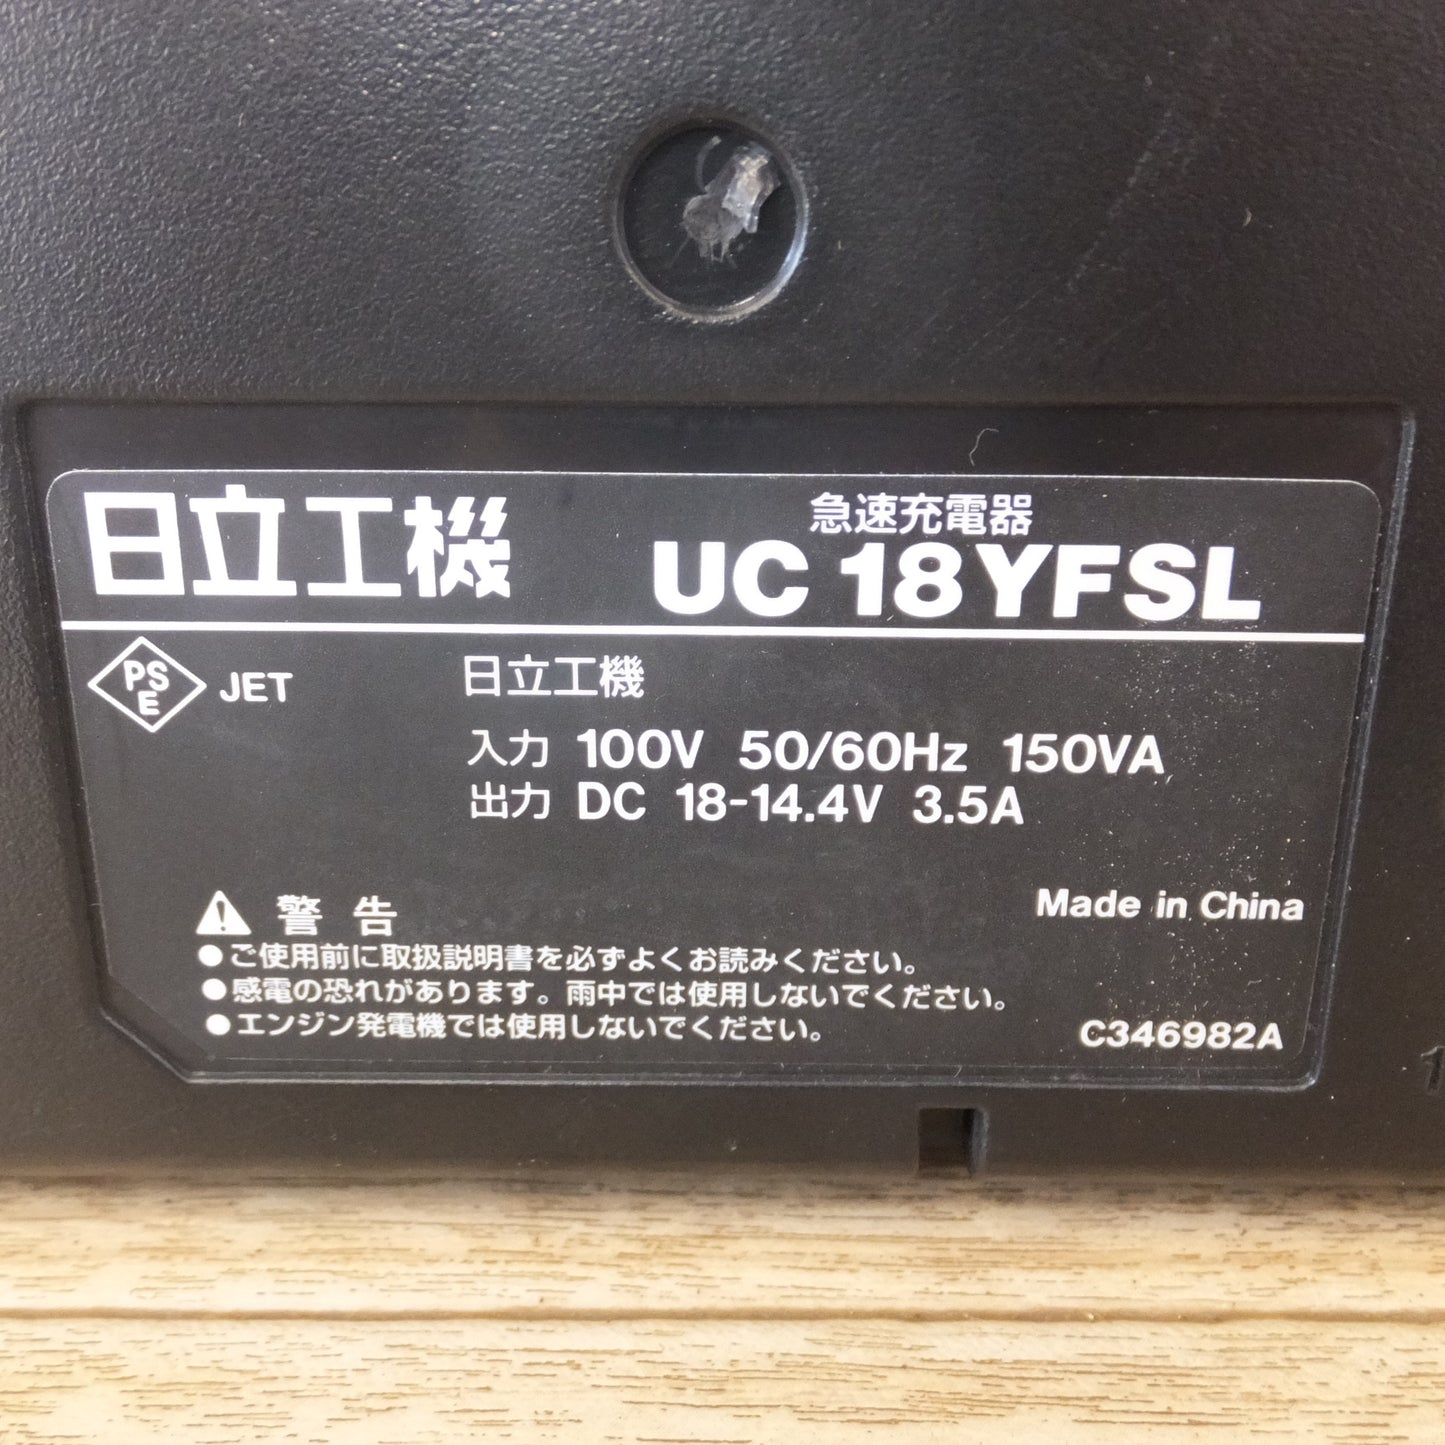 日立工機
急速充電器
UC 18YFSL
PS
E
JET
日立工機
入力 100V 50/60Hz 150VA
出力 DC 18-14.4V 3.5A
警告
Made in China
●ご使用前に取扱説明書を必ずよくお読みください。
●感電の恐れがあります。雨中では使用しないでください。
●エンジン発電機では使用しないでください。
C346982A